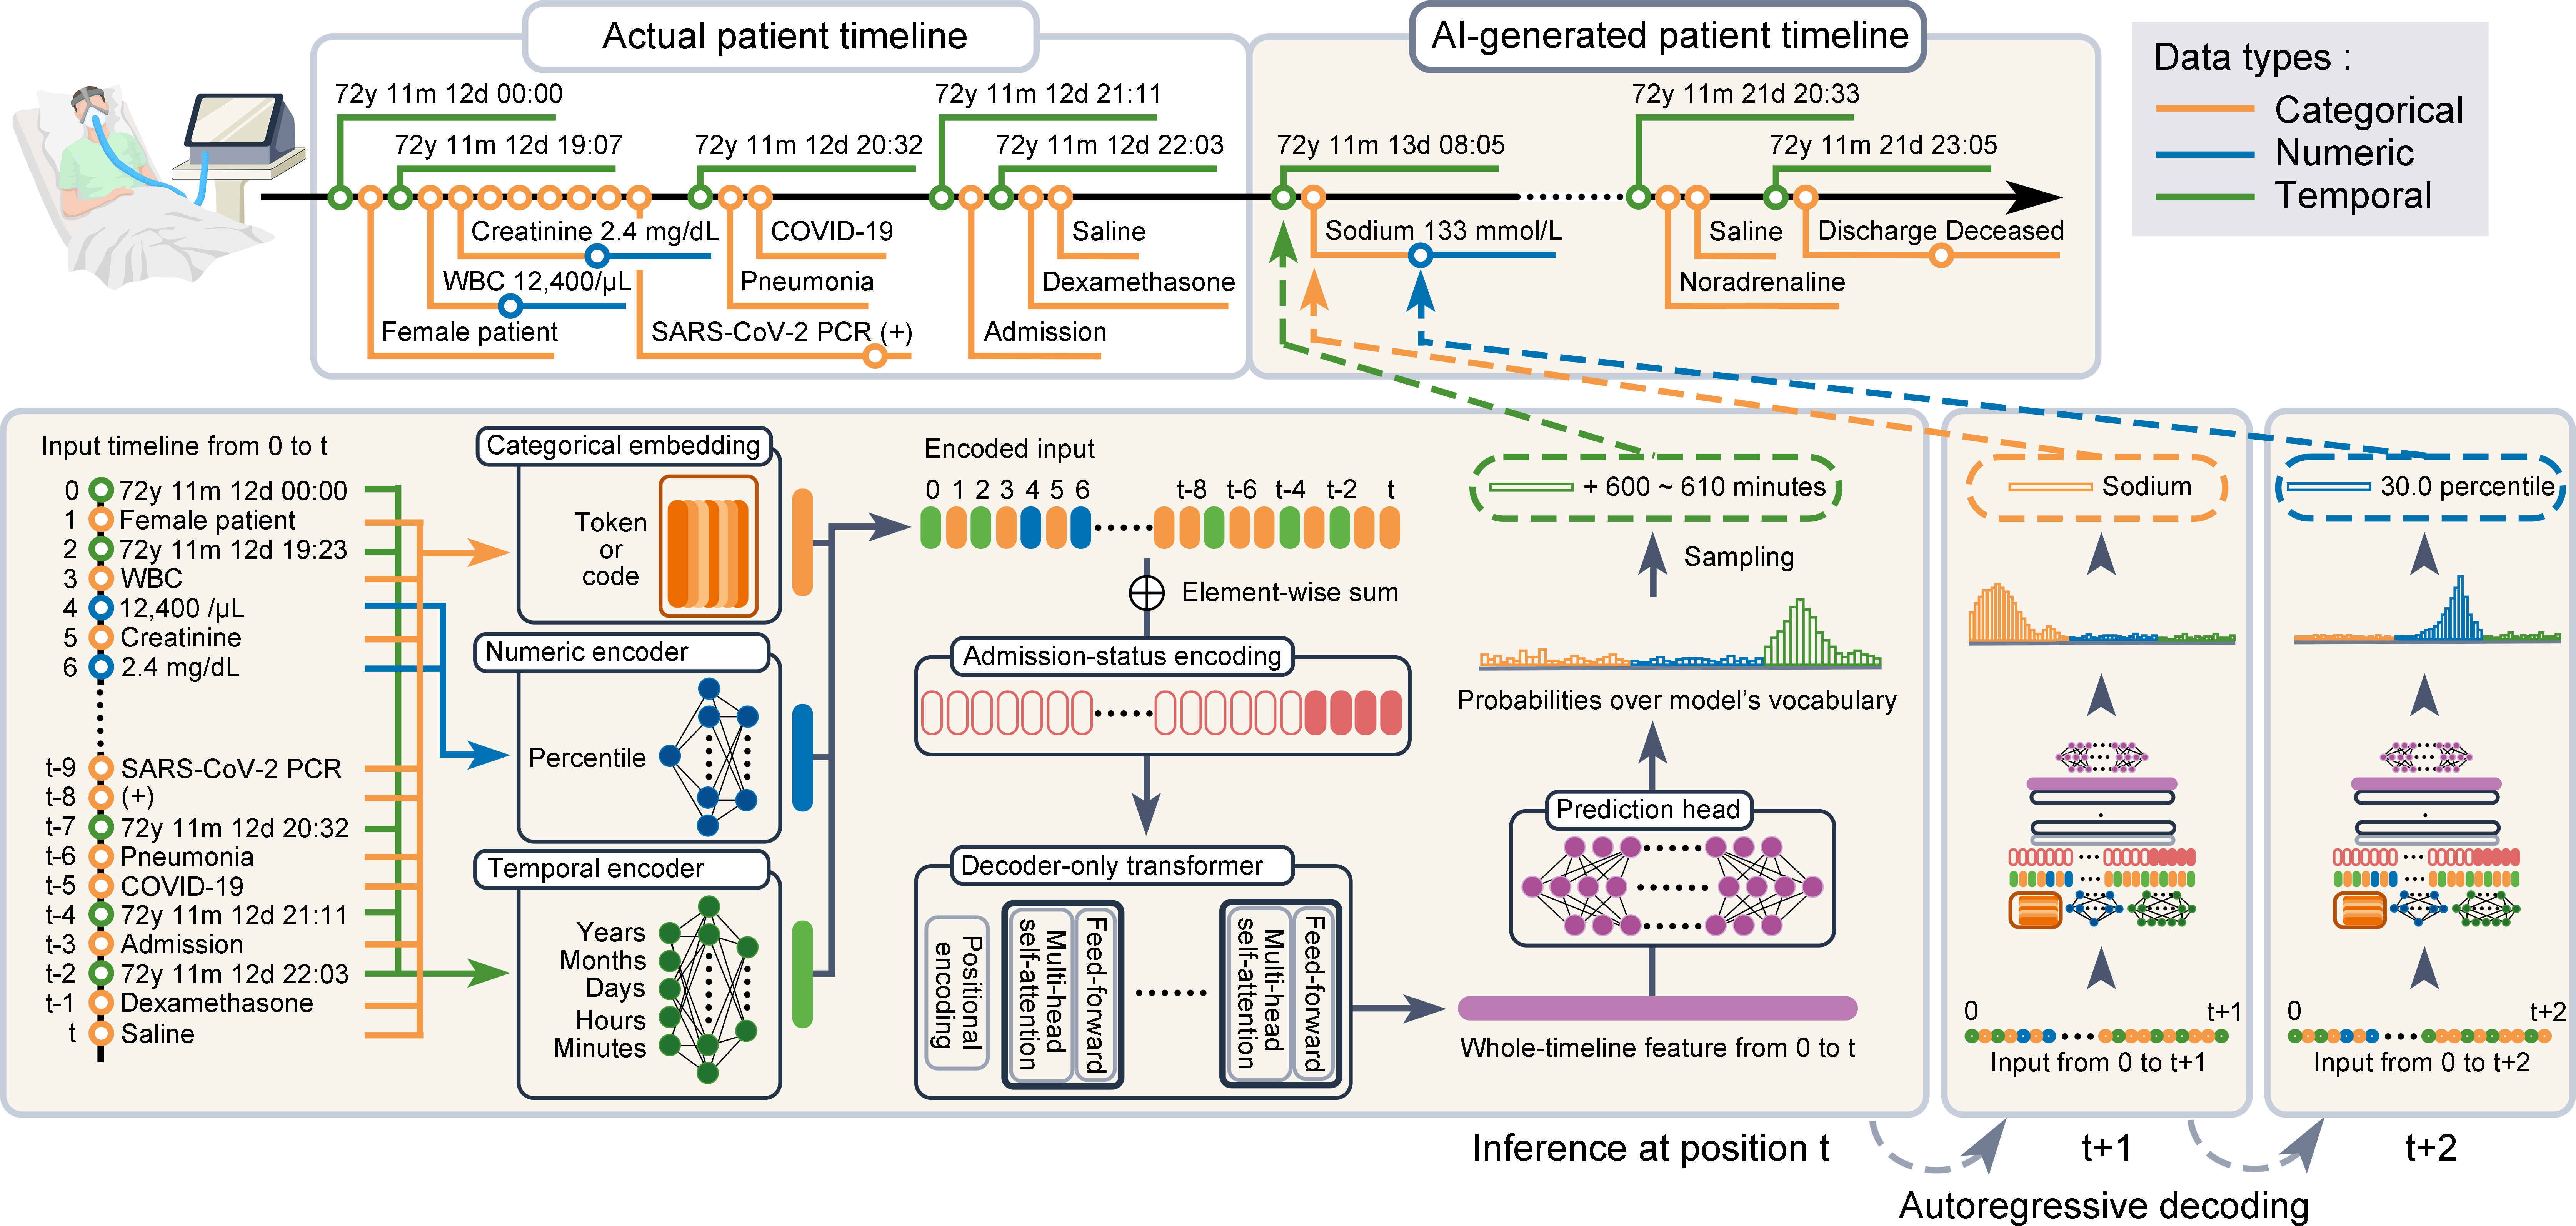 Actual patient timeline
AI-generated patient timeline
Data types :
Categorical
Numeric
Temporal
72y 11m 12d 00:00
72y 11m 12d 19:07
72y 11m 12d 20:32
72y 11m 12d 21:11
72y 11m 12d 22:03
72y 11m 13d 08:05
72y 11m 21d 20:33
72y 11m 21d 23:05
Creatinine 2.4 mg/dL
WBC 12,400/µL
Female patient
COVID-19
Pneumonia
SARS-CoV-2 PCR (+)
Saline
Dexamethasone
Admission
Sodium 133 mmol/L
Saline
Noradrenaline
Discharge Deceased
Input timeline from 0 to t
0 72y 11m 12d 00:00
1 Female patient
2 72y 11m 12d 19:23
3 WBC
4 12,400 /µL
5 Creatinine
6 2.4 mg/dL
t-9 SARS-CoV-2 PCR
t-8 (+)
t-7 72y 11m 12d 20:32
t-6 Pneumonia
t-5 COVID-19
t-4 72y 11m 12d 21:11
t-3 Admission
t-2 72y 11m 12d 22:03
t-1 Dexamethasone
t Saline
Categorical embedding
Token
or
code
Numeric encoder
Percentile
Temporal encoder
Years
Months
Days
Hours
Minutes
Encoded input
0 1 2 3 4 5 6 t-8 t-6 t-4 t-2 t
Element-wise sum
Admission-status encoding
Decoder-only transformer
Positional
encoding
Multi-head
self-attention
Feed-forward
Multi-head
self-attention
Feed-forward
+ 600 ~ 610 minutes
Sampling
Probabilities over model's vocabulary
Prediction head
Whole-timeline feature from 0 to t
Sodium
0 t+1
Input from 0 to t+1
30.0 percentile
0 t+2
Input from 0 to t+2
Inference at position t
t+1
t+2
Autoregressive decoding